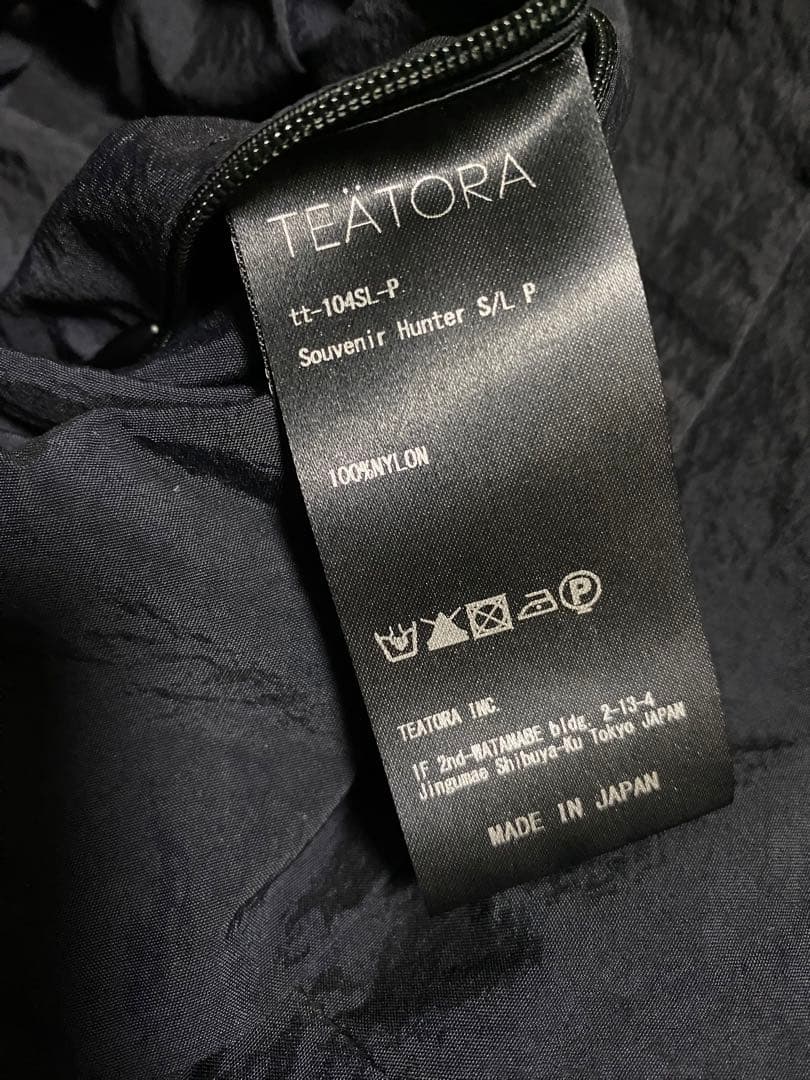 TEÄTORA
tt-104SL-P
Souvenir Hunter S/L P
100%NYLON
P
TEATORA INC
1F 2nd-WATANABE bldg. 2-13-4
Jingumae Shibuya-Ku Tokyo JAPAN
MADE IN JAPAN